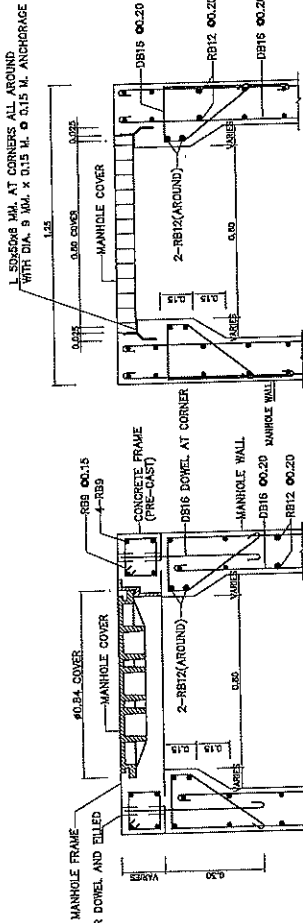 MANHOLE FRAME
R DOWEL AND FILLED
VARIES
0.30
ø0.84 COVER
MANHOLE COVER
RB9 @0.15
4-RB9
CONCRETE FRAME
(PRE-CAST)
DB16 DOWEL AT CORNER
2-RB12(AROUND)
MANHOLE WALL
0.15
0.15
VARIES
0.80
VARIES
DB16 @0.20
RB12 @0.20
L 50x50x6 MM. AT CORNERS ALL AROUND
WITH DIA. 9 MM. x 0.15 M. @ 0.15 M. ANCHORAGE
1.25
0.025
0.80 COVER
0.025
MANHOLE COVER
DB16 @0.20
RB12 @0.20
DB16 @0.20
2-RB12(AROUND)
0.15
0.15
VARIES
0.80
VARIES
MANHOLE WALL